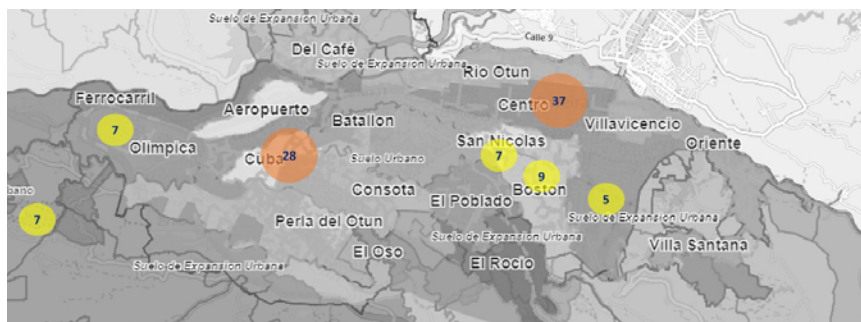 Suelo de Expansion Urbana
Calle 9
Del Café
Suelo de Expansion Urbana
Rio Otun
Ferrocarril
37
Centro
Aeropuerto
Batallon
Villavicencio
7
Olimpica
San Nicolas
Oriente
Cuba
28
Suelo Urbano
7
9
Consota
Boston
bano
El Poblado
5
7
Perla del Otun
Suelo de Expansion Urbana
Suelo de Expansion Urbana
Villa Santana
El Oso
Suelo de Expansion Urbana
El Rocio